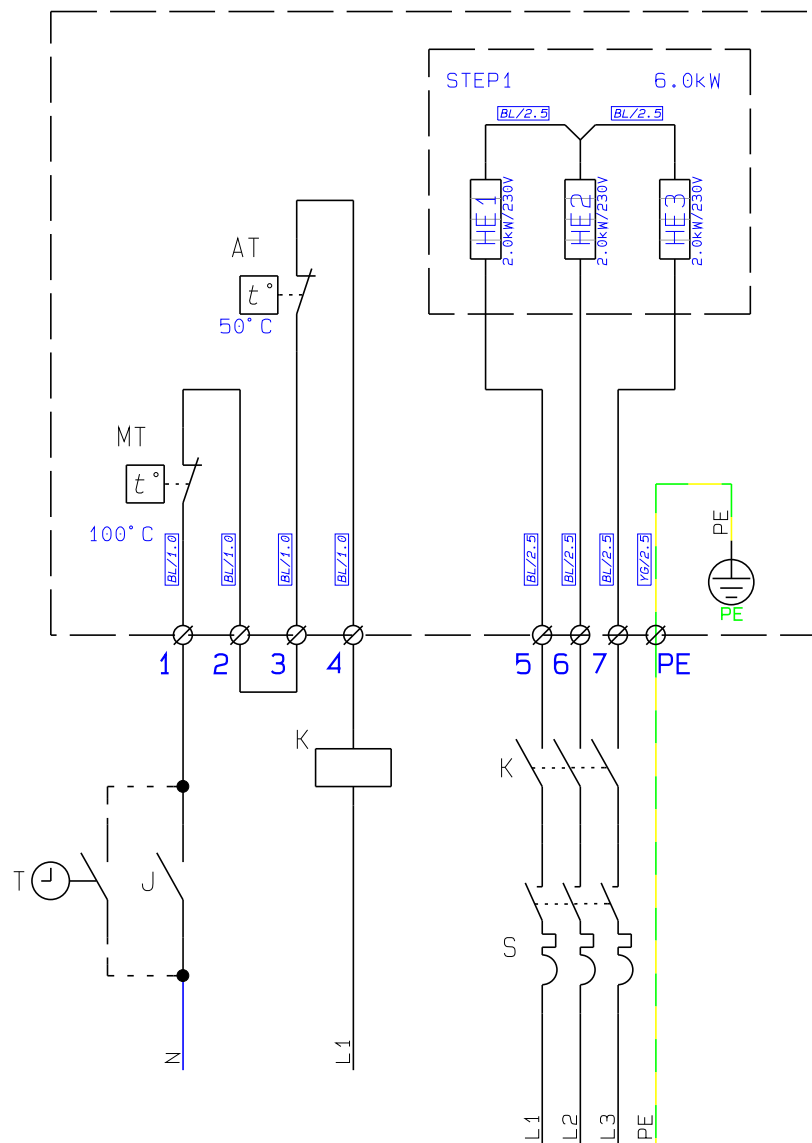 STEP1 6.0kW
BL/2.5 BL/2.5
HE1 2.0kW/230V HE2 2.0kW/230V HE3 2.0kW/230V
AT
t°
50°C
MT
t°
100°C
BL/1.0 BL/1.0 BL/1.0 BL/1.0 BL/2.5 BL/2.5 BL/2.5 YG/2.5
PE
PE
1 2 3 4 5 6 7 PE
K
K
T J
S
N L1
L1 L2 L3 PE